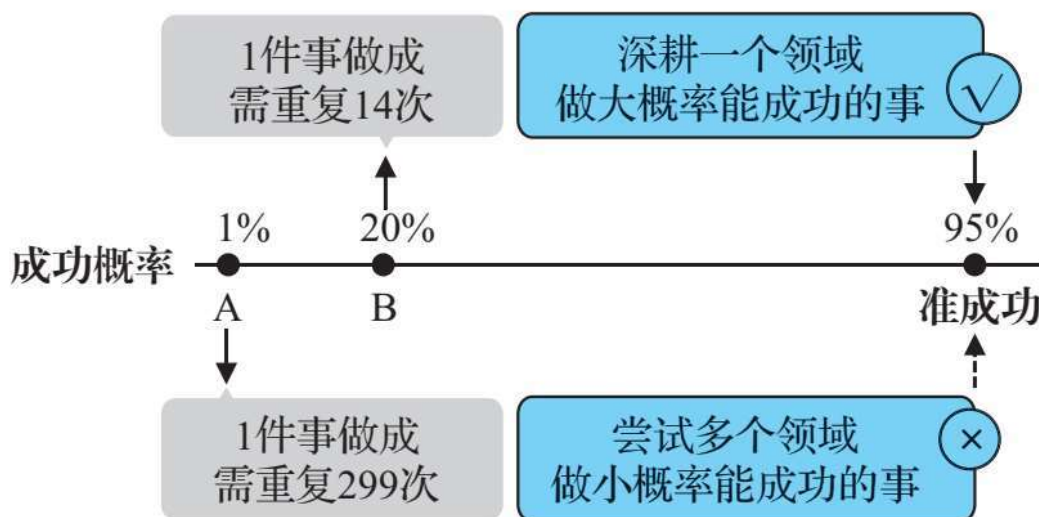 1件事做成
需重复14次
深耕一个领域
做大概率能成功的事
√
1%
20%
95%
成功概率
A
B
准成功
1件事做成
需重复299次
尝试多个领域
做小概率能成功的事
×